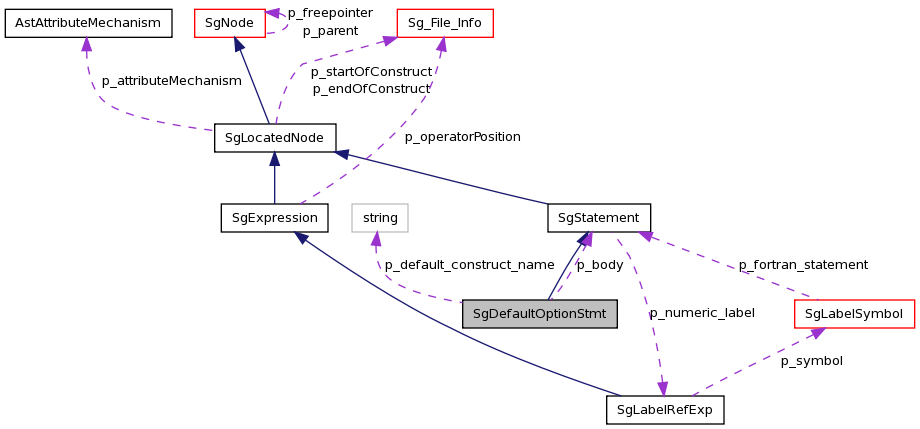 AstAttributeMechanism
SgNode
p_freepointer
p_parent
Sg_File_Info
p_attributeMechanism
p_startOfConstruct
p_endOfConstruct
SgLocatedNode
p_operatorPosition
SgExpression
string
SgStatement
p_default_construct_name
p_body
p_fortran_statement
SgDefaultOptionStmt
p_numeric_label
SgLabelSymbol
p_symbol
SgLabelRefExp